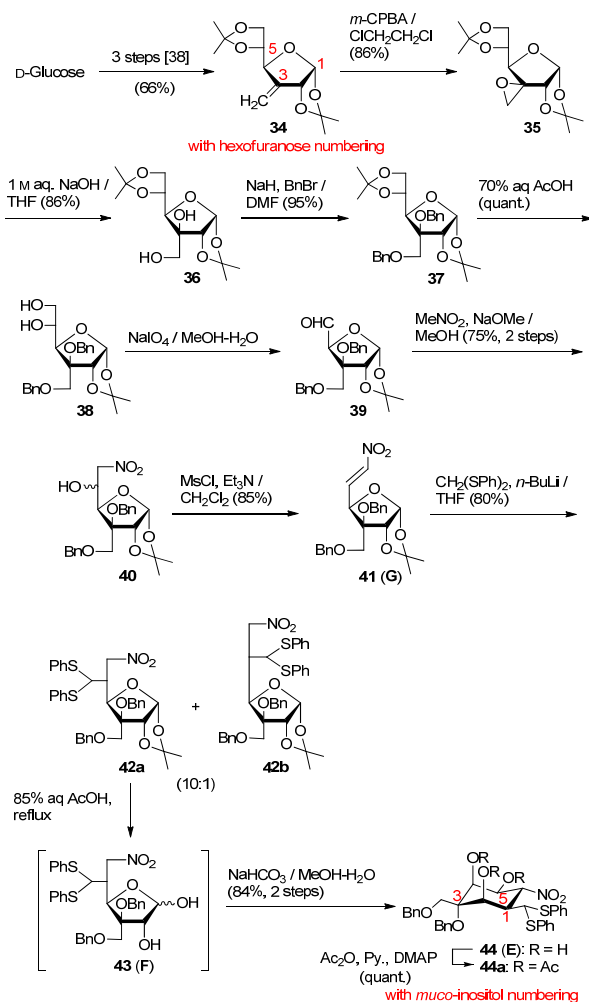 D-Glucose
3 steps [38]
(66%)
O
O
5
O
1
3
H2C
O
O
34
with hexofuranose numbering
m-CPBA /
ClCH2CH2Cl
(86%)
O
O
O
O
O
O
35
1 M aq. NaOH /
THF (86%)
O
O
O
OH
HO
O
O
36
NaH, BnBr /
DMF (95%)
O
O
O
OBn
BnO
O
O
37
70% aq AcOH
(quant.)
HO
HO
O
OBn
BnO
O
O
38
NaIO4 / MeOH-H2O
OHC
O
OBn
BnO
O
O
39
MeNO2, NaOMe /
MeOH (75%, 2 steps)
NO2
HO
O
OBn
BnO
O
O
40
MsCl, Et3N /
CH2Cl2 (85%)
NO2
O
OBn
BnO
O
O
41 (G)
CH2(SPh)2, n-BuLi /
THF (80%)
NO2
PhS
PhS
O
OBn
BnO
O
O
42a
+
(10:1)
NO2
SPh
SPh
O
OBn
BnO
O
O
42b
85% aq AcOH,
reflux
NO2
PhS
PhS
O
OBn
OH
BnO
OH
43 (F)
NaHCO3 / MeOH-H2O
(84%, 2 steps)
OR
OR
OR
3
5
1
NO2
BnO
OBn
SPh
SPh
44 (E): R = H
44a: R = Ac
Ac2O, Py., DMAP
(quant.)
with muco-inositol numbering